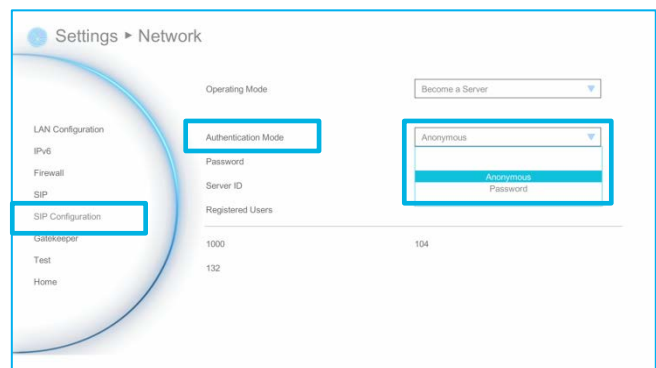 Settings ▸ Network
Operating Mode
Become a Server
LAN Configuration
IPv6
Firewall
SIP
SIP Configuration
Gatekeeper
Test
Home
Authentication Mode
Anonymous
Anonymous
Password
Password
Server ID
Registered Users
1000
104
132